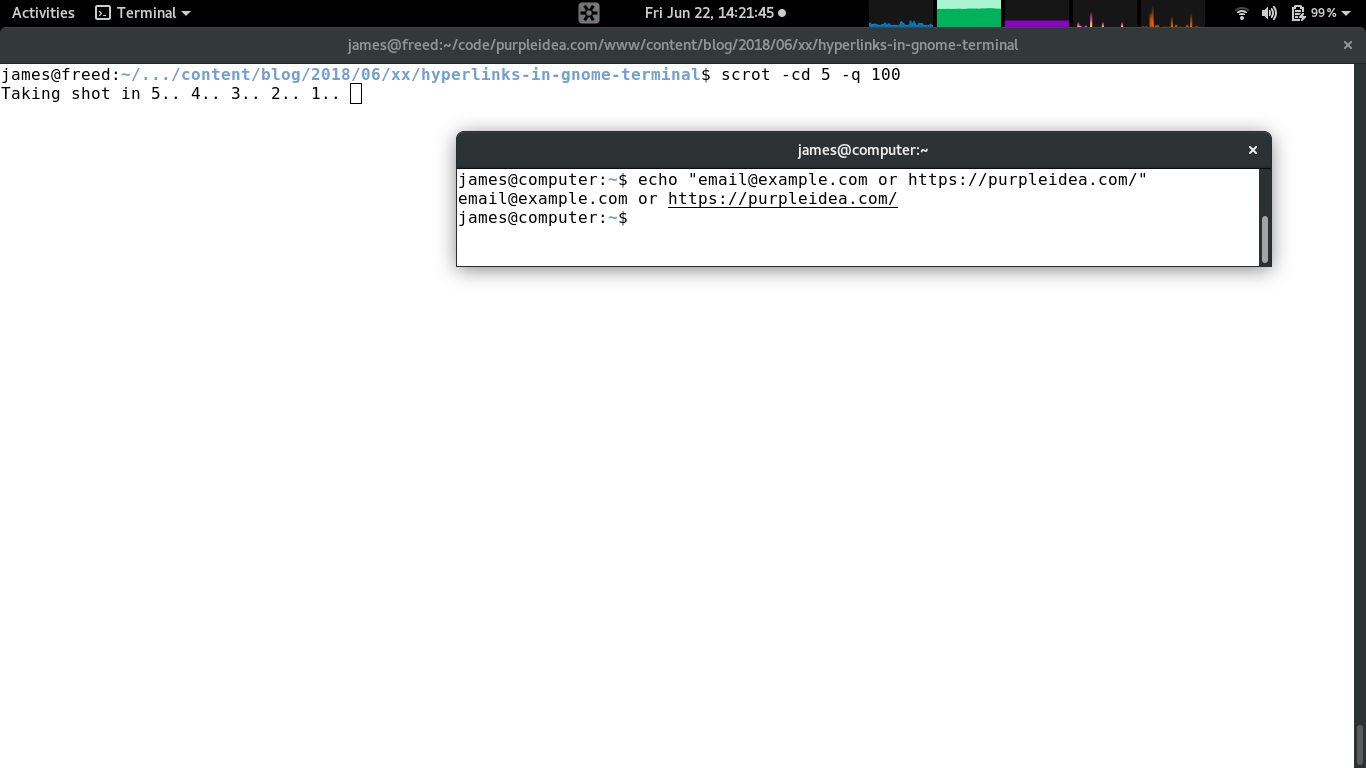 Activities Terminal Fri Jun 22, 14:21:45 99%
james@freed:~/code/purpleidea.com/www/content/blog/2018/06/xx/hyperlinks-in-gnome-terminal
james@freed:~/.../content/blog/2018/06/xx/hyperlinks-in-gnome-terminal$ scrot -cd 5 -q 100
Taking shot in 5.. 4.. 3.. 2.. 1..
james@computer:~
james@computer:~$ echo "email@example.com or https://purpleidea.com/"
email@example.com or https://purpleidea.com/
james@computer:~$